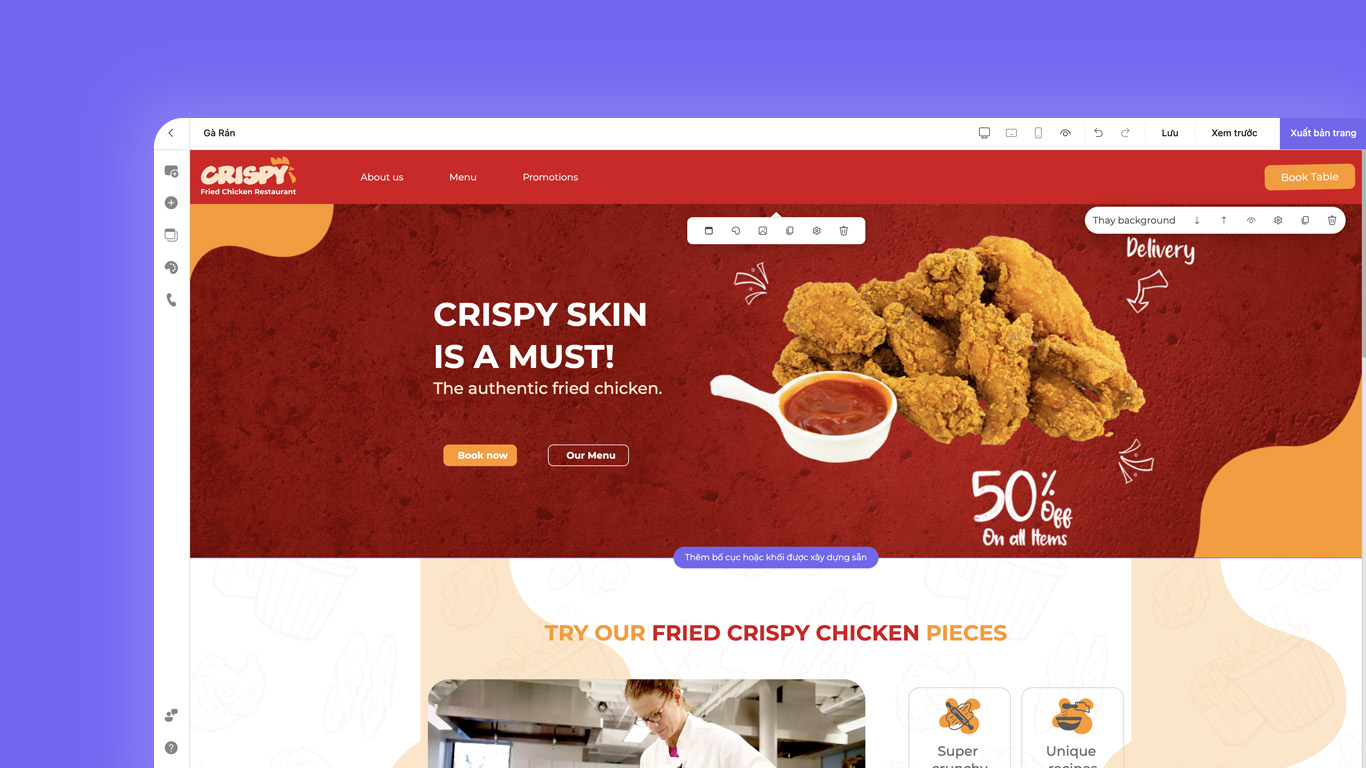 Gà Rán
Lưu
Xem trước
Xuất bản trang
CRISPY
Fried Chicken Restaurant
About us
Menu
Promotions
Book Table
Thay background
Delivery
CRISPY SKIN
IS A MUST!
The authentic fried chicken.
Book now
Our Menu
50%
Off
On all Items
Thêm bố cục hoặc khối được xây dựng sẵn
TRY OUR FRIED CRISPY CHICKEN PIECES
Super
crunchy
Unique
recipes